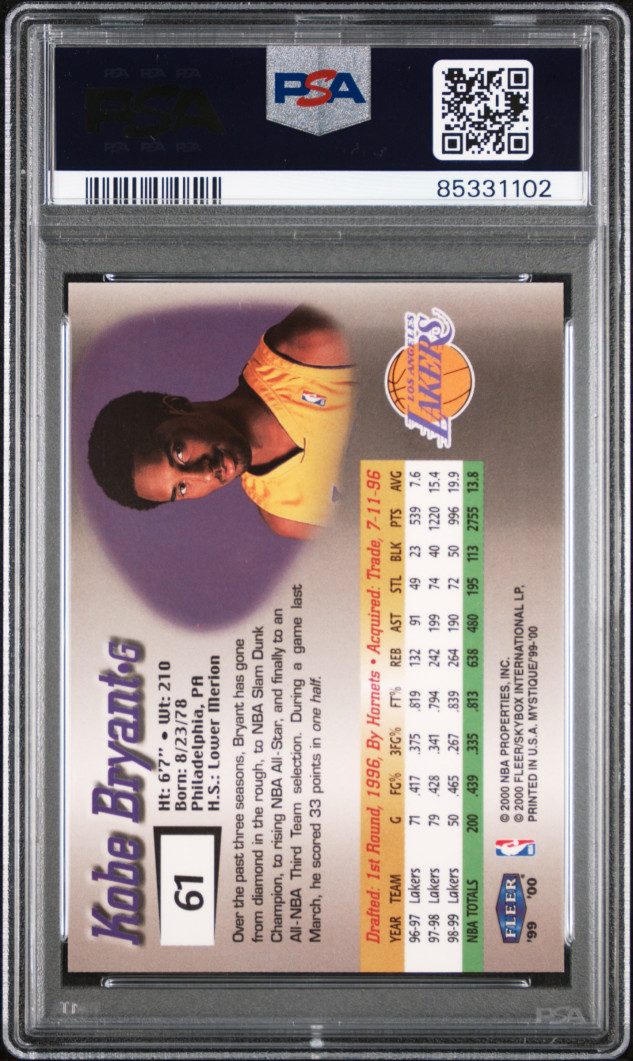 PSA PSA PSA
PSA
PSA PSA PSA
PSA
85331102
Kobe Bryant•G
61
Ht: 6'7" • Wt: 210
Born: 8/23/78
Philadelphia, PA
H.S.: Lower Merion
Over the past three seasons, Bryant has gone
from diamond in the rough, to NBA Slam Dunk
Champion, to rising NBA All-Star, and finally to an
All-NBA Third Team selection. During a game last
March, he scored 33 points in one half.
LOS ANGELES
LAKERS
Drafted: 1st Round, 1996, By Hornets • Acquired: Trade, 7-11-96
YEAR TEAM G FG% 3FG% FT% REB AST STL BLK PTS AVG
96-97 Lakers 71 .417 .375 .819 132 91 49 23 539 7.6
97-98 Lakers 79 .428 .341 .794 242 199 74 40 1220 15.4
98-99 Lakers 50 .465 .267 .839 264 190 72 50 996 19.9
NBA TOTALS 200 .439 .335 .813 638 480 195 113 2755 13.8
FLEER
'99 '00
© 2000 NBA PROPERTIES, INC.
© 2000 FLEER/SKYBOX INTERNATIONAL LP,
PRINTED IN U.S.A. MYSTIQUE/'99-'00
PSA